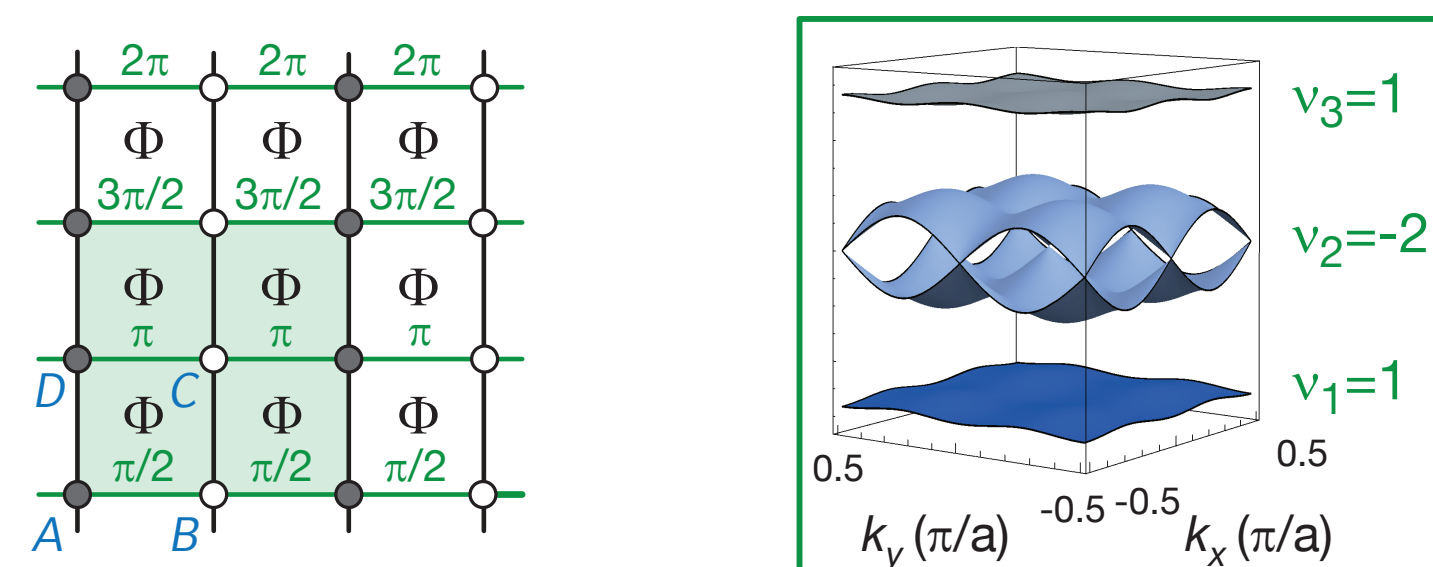 2π 2π 2π
Φ Φ Φ
3π/2 3π/2 3π/2
Φ Φ Φ
π π π
D C
Φ Φ Φ
π/2 π/2 π/2
A B
ν3=1
ν2=-2
ν1=1
0.5
-0.5 -0.5
0.5
ky (π/a)
kx (π/a)